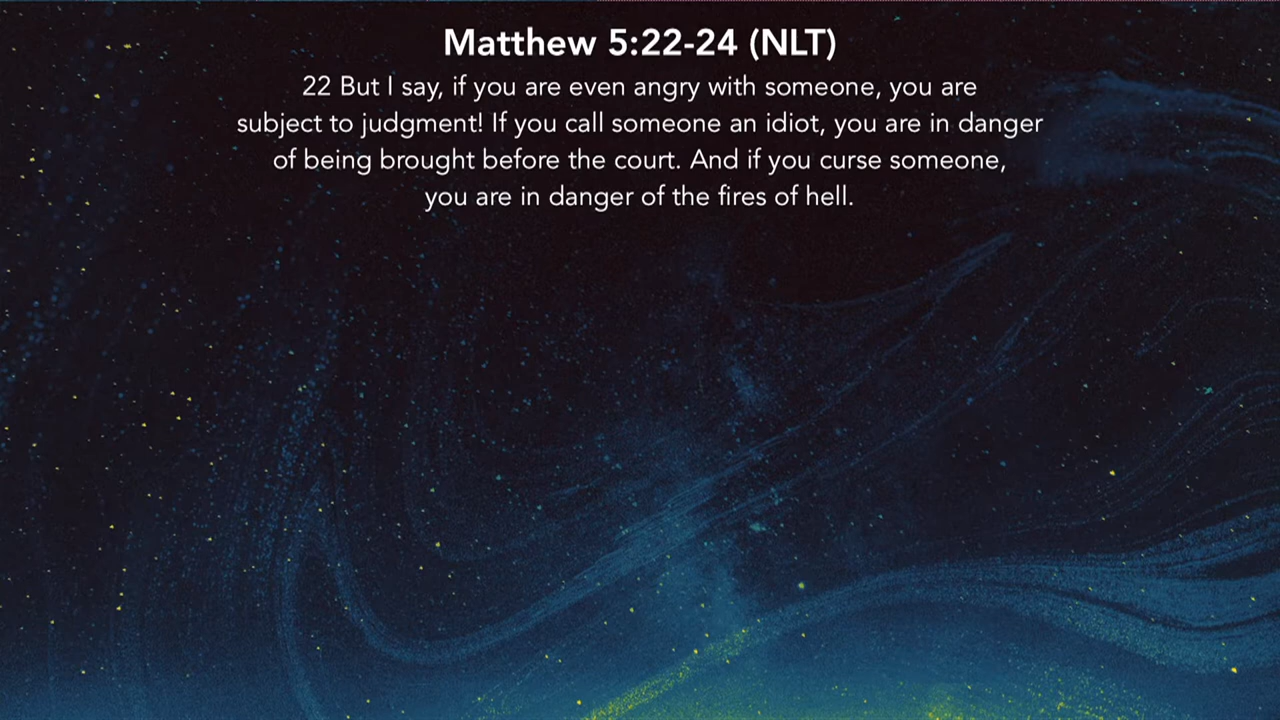 Matthew 5:22-24 (NLT)
22 But I say, if you are even angry with someone, you are
subject to judgment! If you call someone an idiot, you are in danger
of being brought before the court. And if you curse someone,
you are in danger of the fires of hell.